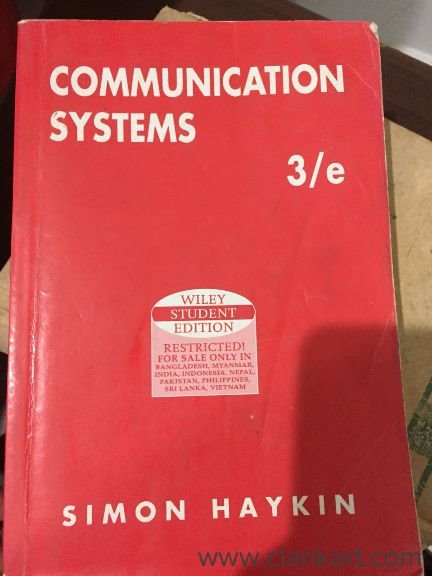 COMMUNICATION
SYSTEMS
3/e
WILEY
STUDENT
EDITION
RESTRICTED!
FOR SALE ONLY IN
BANGLADESH, MYANMAR,
INDIA, INDONESIA, NEPAL,
PAKISTAN, PHILIPPINES,
SRI LANKA, VIETNAM
SIMON HAYKIN
www.clankart.com